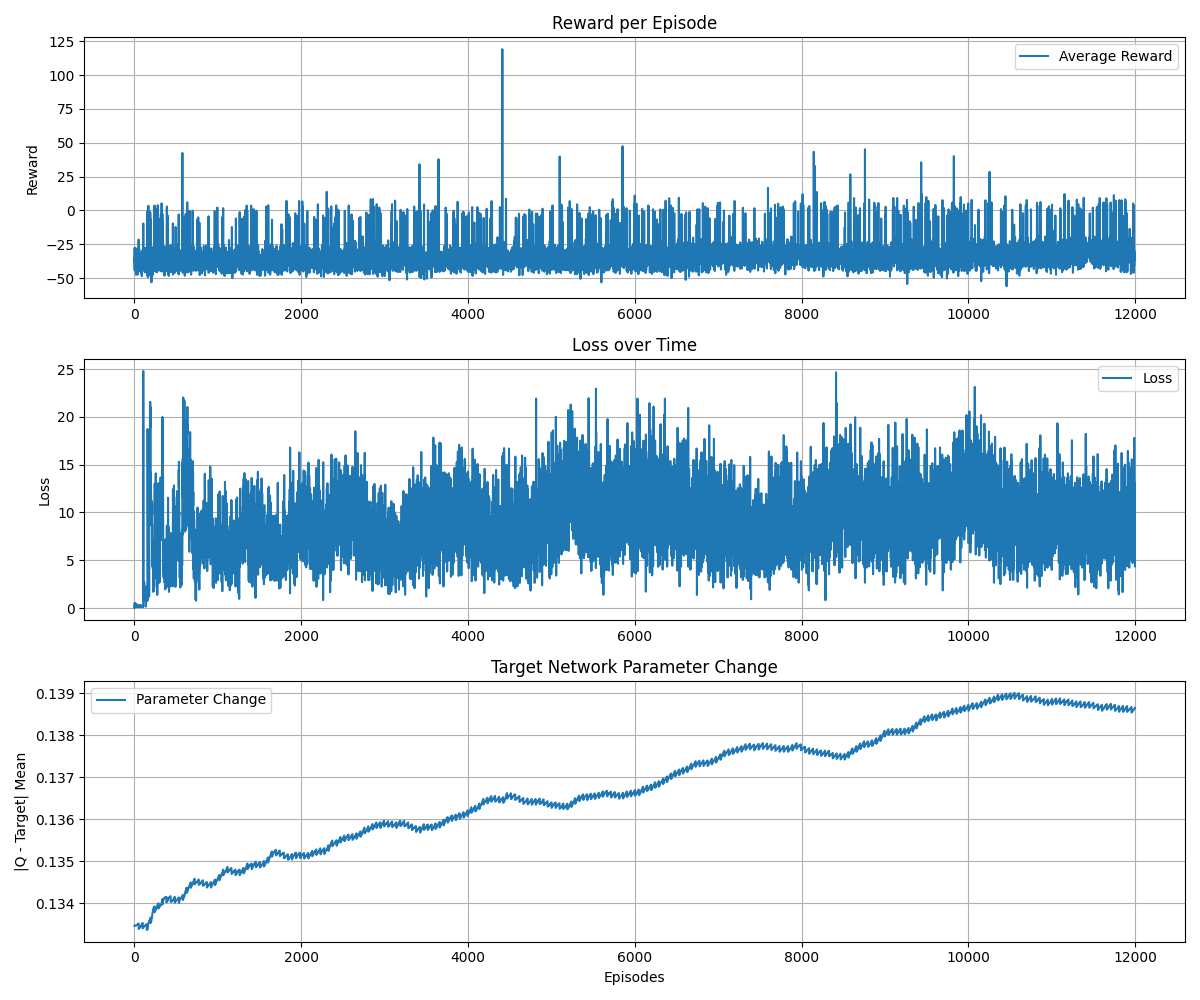 Reward per Episode
125
100
75
50
25
0
−25
−50
Reward
Average Reward
0 2000 4000 6000 8000 10000 12000
Loss over Time
25
20
15
10
5
0
Loss
Loss
0 2000 4000 6000 8000 10000 12000
Target Network Parameter Change
0.139
0.138
0.137
0.136
0.135
0.134
|Q - Target| Mean
Parameter Change
0 2000 4000 6000 8000 10000 12000
Episodes